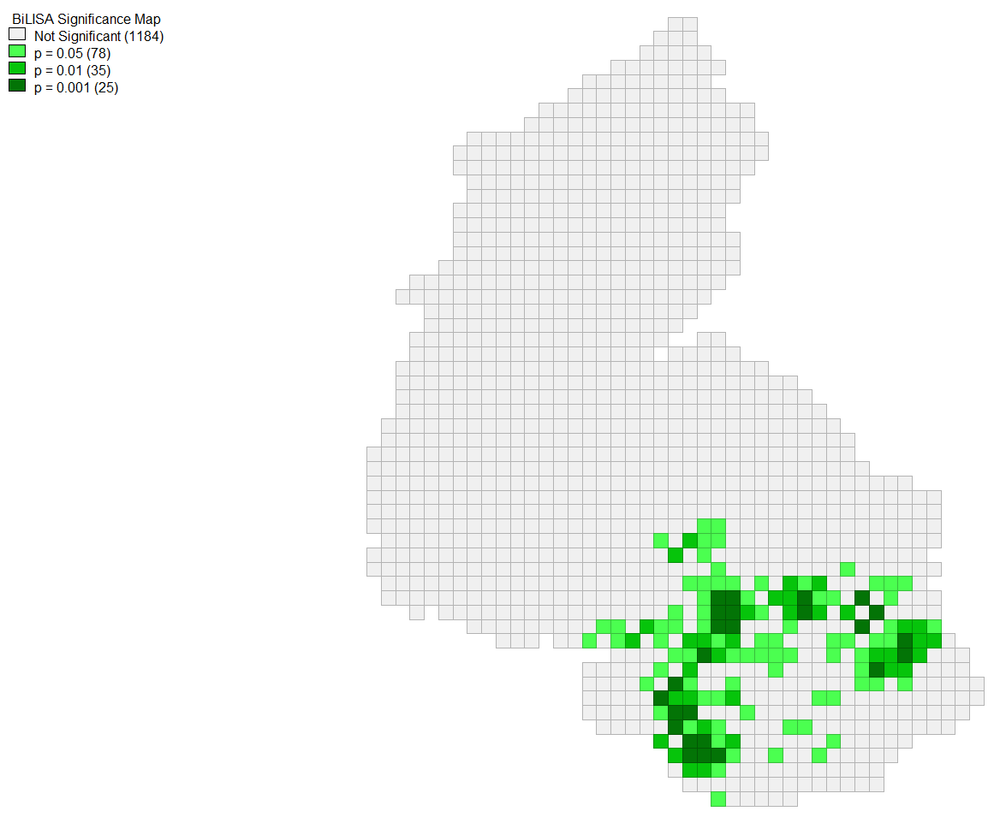 BiLISA Significance Map
Not Significant (1184)
p = 0.05 (78)
p = 0.01 (35)
p = 0.001 (25)